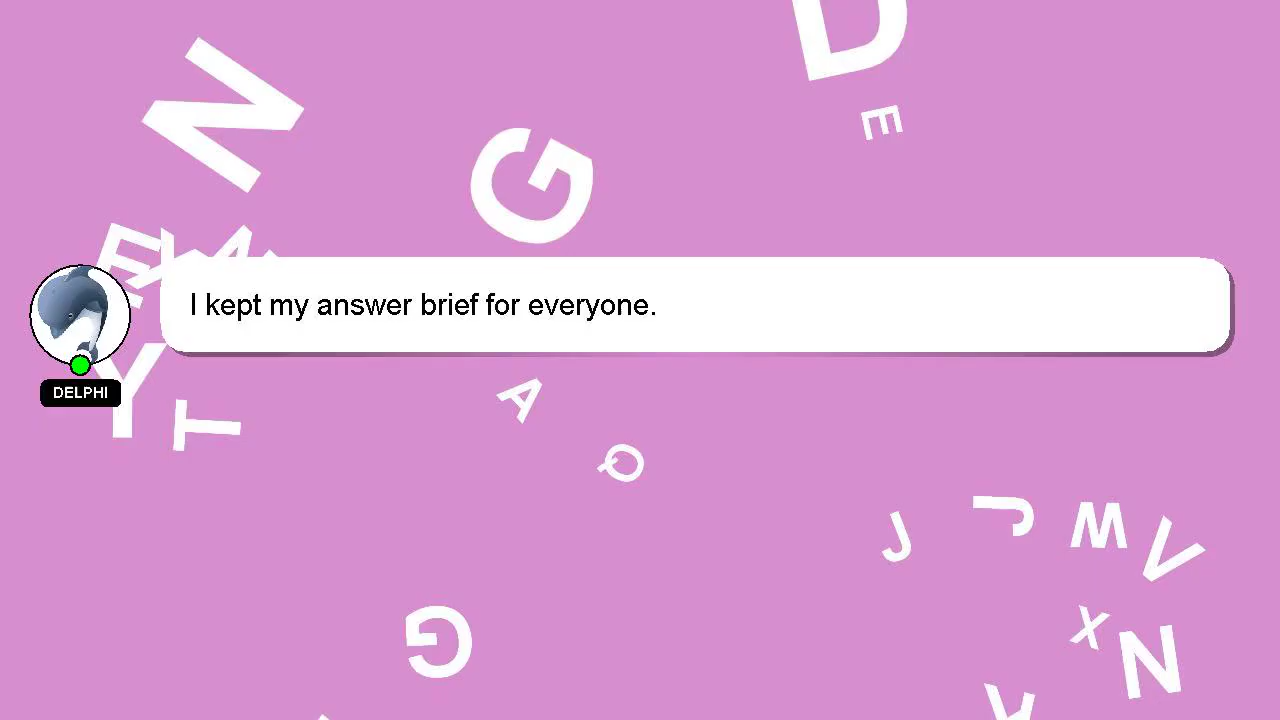 N
D
G
E
E
I kept my answer brief for everyone.
DELPHI
Y
T
A
Q
J
J
W
V
G
X
N